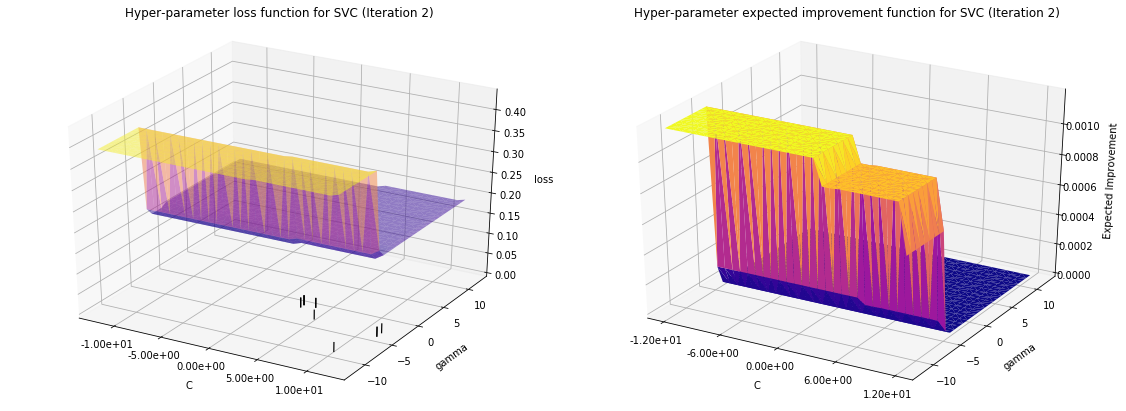 Hyper-parameter loss function for SVC (Iteration 2)
0.40
0.35
0.30
0.25
0.20
0.15
0.10
0.05
0.00
loss
10
5
0
−5
−10
gamma
-1.00e+01
-5.00e+00
0.00e+00
5.00e+00
1.00e+01
C
Hyper-parameter expected improvement function for SVC (Iteration 2)
0.0010
0.0008
0.0006
0.0004
0.0002
0.0000
Expected Improvement
10
5
0
−5
−10
gamma
-1.20e+01
-6.00e+00
0.00e+00
6.00e+00
1.20e+01
C